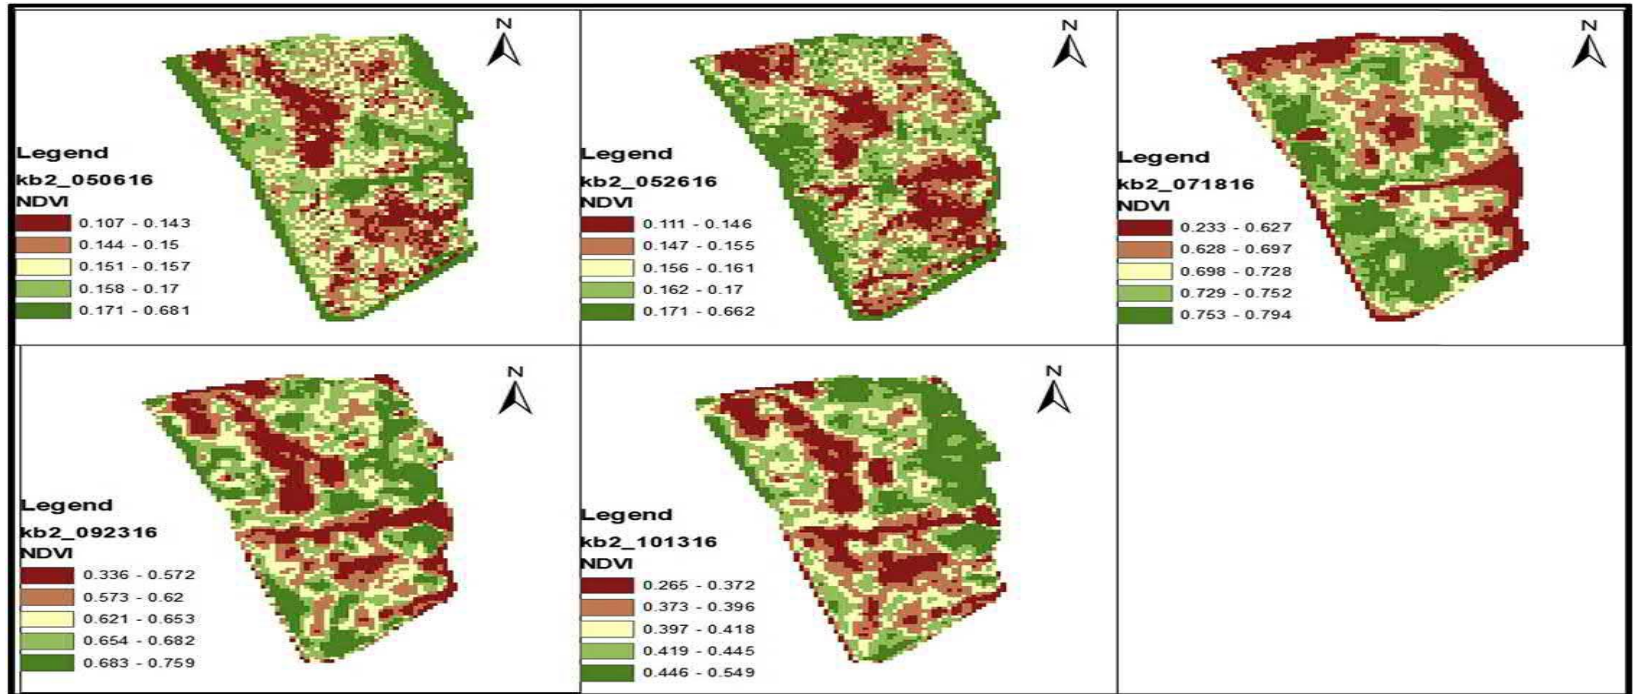 N
Legend
kb2_050616
NDVI
0.107 - 0.143
0.144 - 0.15
0.151 - 0.157
0.158 - 0.17
0.171 - 0.681
N
Legend
kb2_052616
NDVI
0.111 - 0.146
0.147 - 0.155
0.156 - 0.161
0.162 - 0.17
0.171 - 0.662
N
Legend
kb2_071816
NDVI
0.233 - 0.627
0.628 - 0.697
0.698 - 0.728
0.729 - 0.752
0.753 - 0.794
N
Legend
kb2_092316
NDVI
0.336 - 0.572
0.573 - 0.62
0.621 - 0.653
0.654 - 0.682
0.683 - 0.759
N
Legend
kb2_101316
NDVI
0.265 - 0.372
0.373 - 0.396
0.397 - 0.418
0.419 - 0.445
0.446 - 0.549